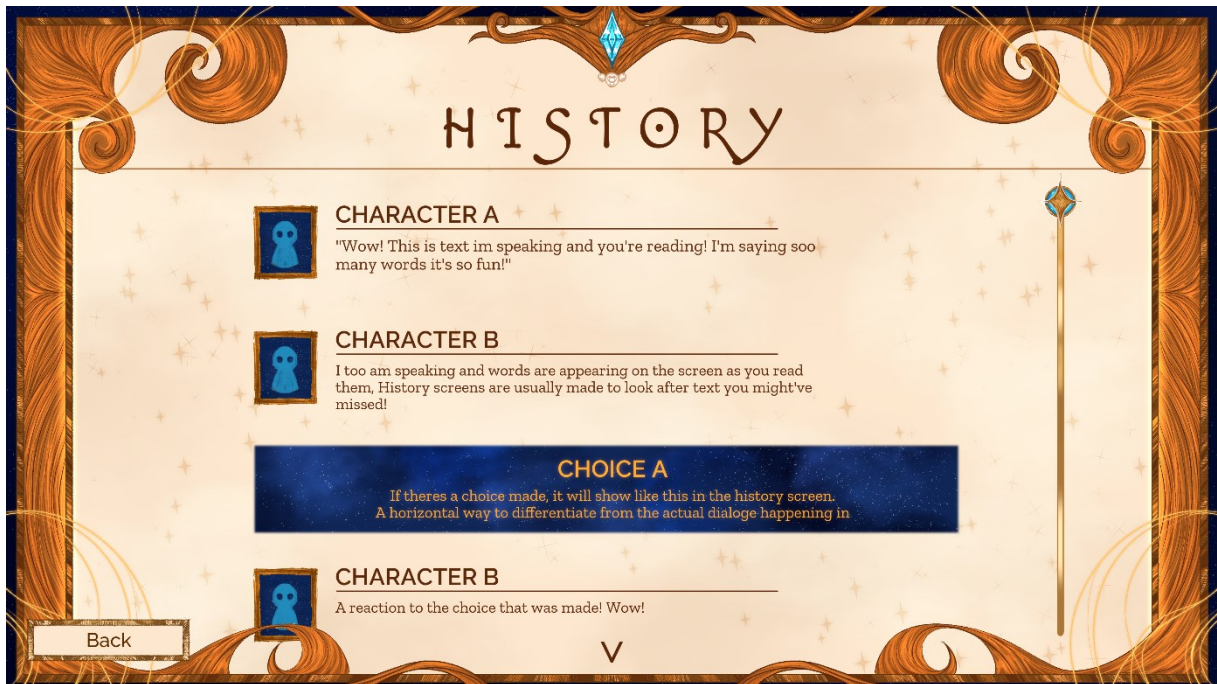 HISTORY
CHARACTER A
"Wow! This is text im speaking and you're reading! I'm saying soo
many words it's so fun!"
CHARACTER B
I too am speaking and words are appearing on the screen as you read
them, History screens are usually made to look after text you might've
missed!
CHOICE A
If theres a choice made, it will show like this in the history screen.
A horizontal way to differentiate from the actual dialoge happening in
CHARACTER B
A reaction to the choice that was made! Wow!
Back
V